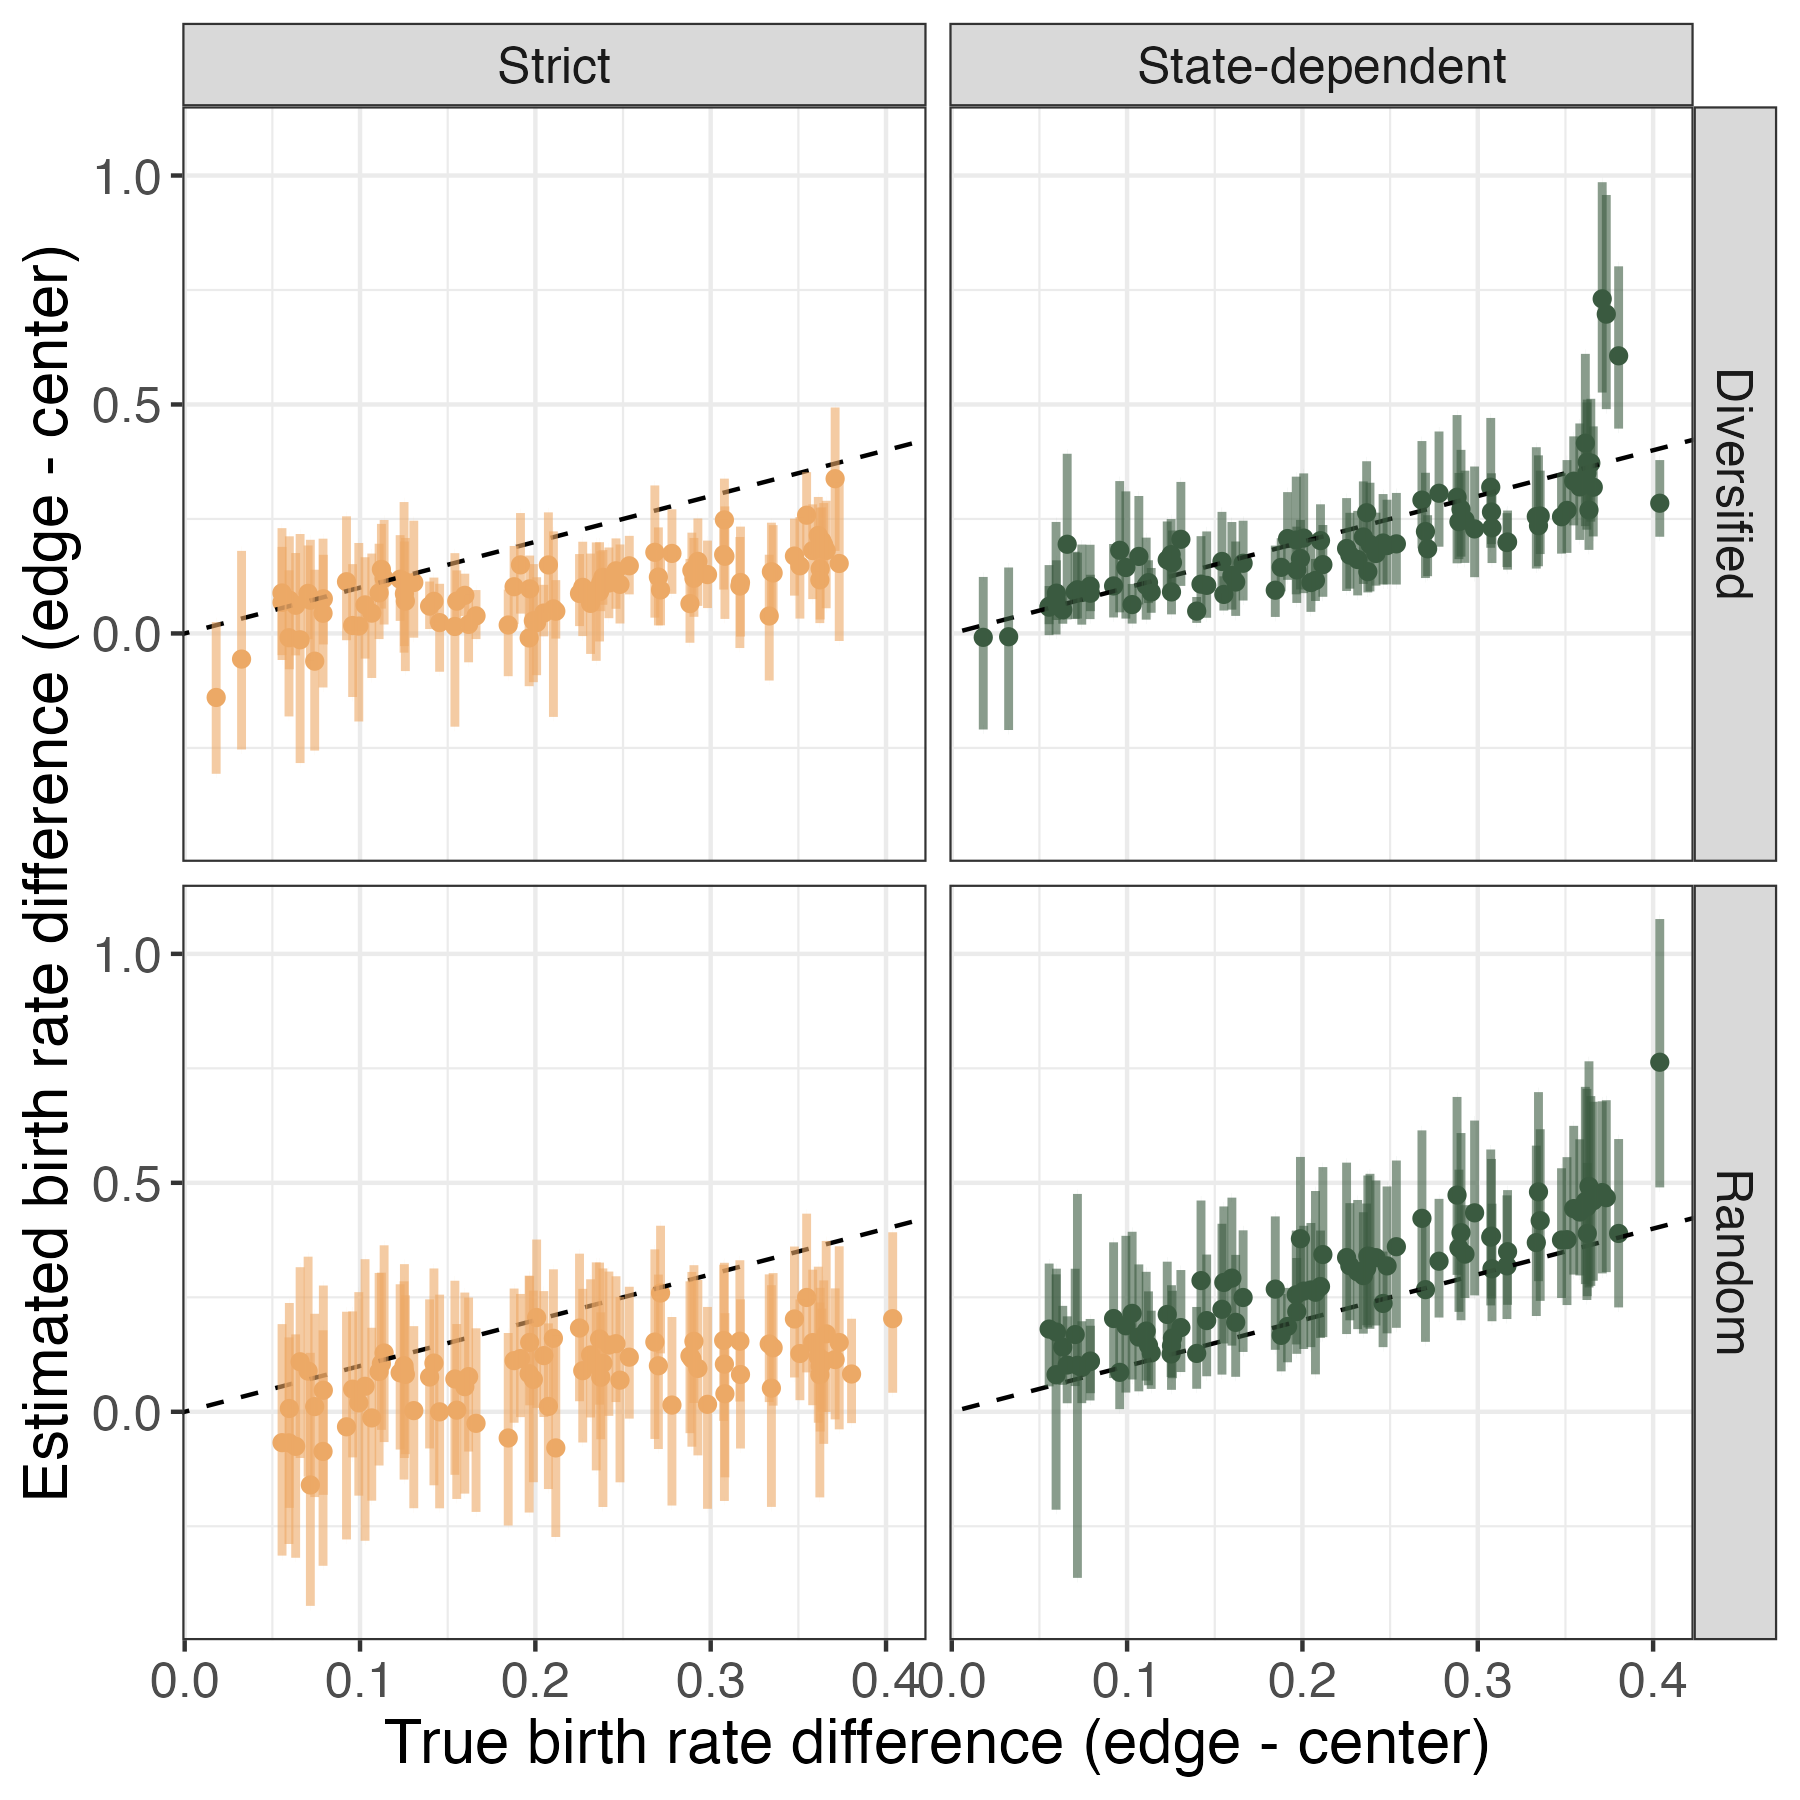 Strict
State-dependent
Estimated birth rate difference (edge - center)
1.0
0.5
0.0
Diversified
1.0
0.5
0.0
Random
0.0
0.1
0.2
0.3
0.4
0.0
0.1
0.2
0.3
0.4
True birth rate difference (edge - center)